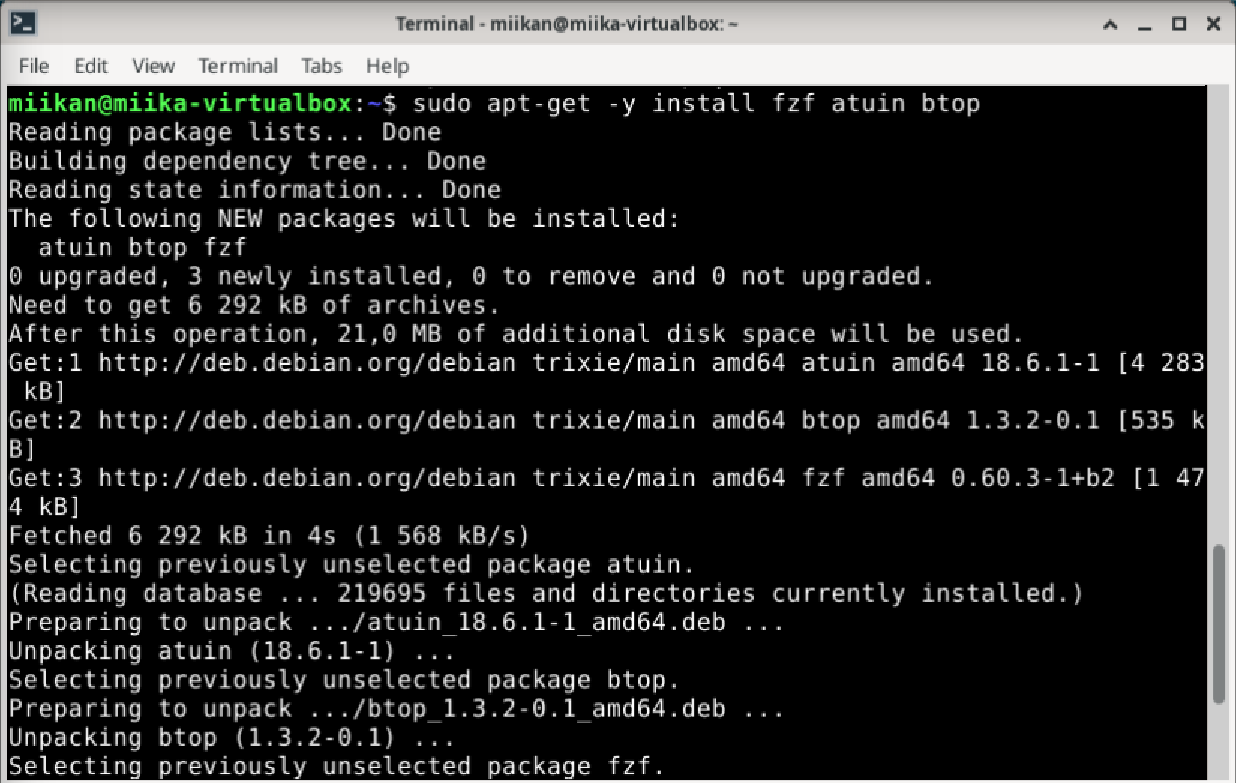 Terminal - miikan@miika-virtualbox: ~
File Edit View Terminal Tabs Help
miikan@miika-virtualbox:~$ sudo apt-get -y install fzf atuin btop
Reading package lists... Done
Building dependency tree... Done
Reading state information... Done
The following NEW packages will be installed:
  atuin btop fzf
0 upgraded, 3 newly installed, 0 to remove and 0 not upgraded.
Need to get 6 292 kB of archives.
After this operation, 21,0 MB of additional disk space will be used.
Get:1 http://deb.debian.org/debian trixie/main amd64 atuin amd64 18.6.1-1 [4 283
 kB]
Get:2 http://deb.debian.org/debian trixie/main amd64 btop amd64 1.3.2-0.1 [535 k
B]
Get:3 http://deb.debian.org/debian trixie/main amd64 fzf amd64 0.60.3-1+b2 [1 47
4 kB]
Fetched 6 292 kB in 4s (1 568 kB/s)
Selecting previously unselected package atuin.
(Reading database ... 219695 files and directories currently installed.)
Preparing to unpack .../atuin_18.6.1-1_amd64.deb ...
Unpacking atuin (18.6.1-1) ...
Selecting previously unselected package btop.
Preparing to unpack .../btop_1.3.2-0.1_amd64.deb ...
Unpacking btop (1.3.2-0.1) ...
Selecting previously unselected package fzf.